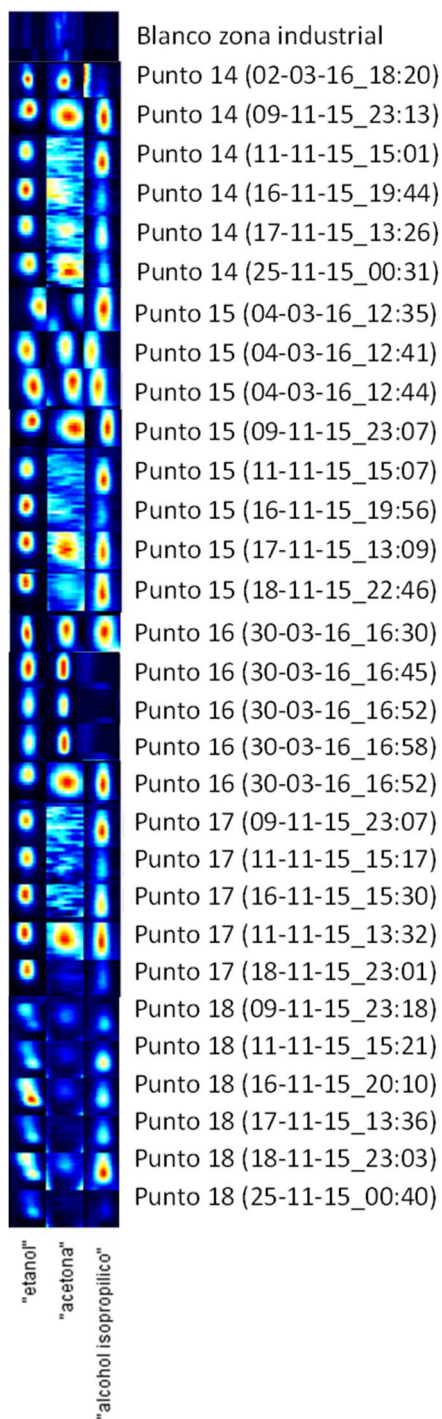 Blanco zona industrial
Punto 14 (02-03-16_18:20)
Punto 14 (09-11-15_23:13)
Punto 14 (11-11-15_15:01)
Punto 14 (16-11-15_19:44)
Punto 14 (17-11-15_13:26)
Punto 14 (25-11-15_00:31)
Punto 15 (04-03-16_12:35)
Punto 15 (04-03-16_12:41)
Punto 15 (04-03-16_12:44)
Punto 15 (09-11-15_23:07)
Punto 15 (11-11-15_15:07)
Punto 15 (16-11-15_19:56)
Punto 15 (17-11-15_13:09)
Punto 15 (18-11-15_22:46)
Punto 16 (30-03-16_16:30)
Punto 16 (30-03-16_16:45)
Punto 16 (30-03-16_16:52)
Punto 16 (30-03-16_16:58)
Punto 16 (30-03-16_16:52)
Punto 17 (09-11-15_23:07)
Punto 17 (11-11-15_15:17)
Punto 17 (16-11-15_15:30)
Punto 17 (11-11-15_13:32)
Punto 17 (18-11-15_23:01)
Punto 18 (09-11-15_23:18)
Punto 18 (11-11-15_15:21)
Punto 18 (16-11-15_20:10)
Punto 18 (17-11-15_13:36)
Punto 18 (18-11-15_23:03)
Punto 18 (25-11-15_00:40)
"etanol"
"acetona"
"alcohol isopropilico"